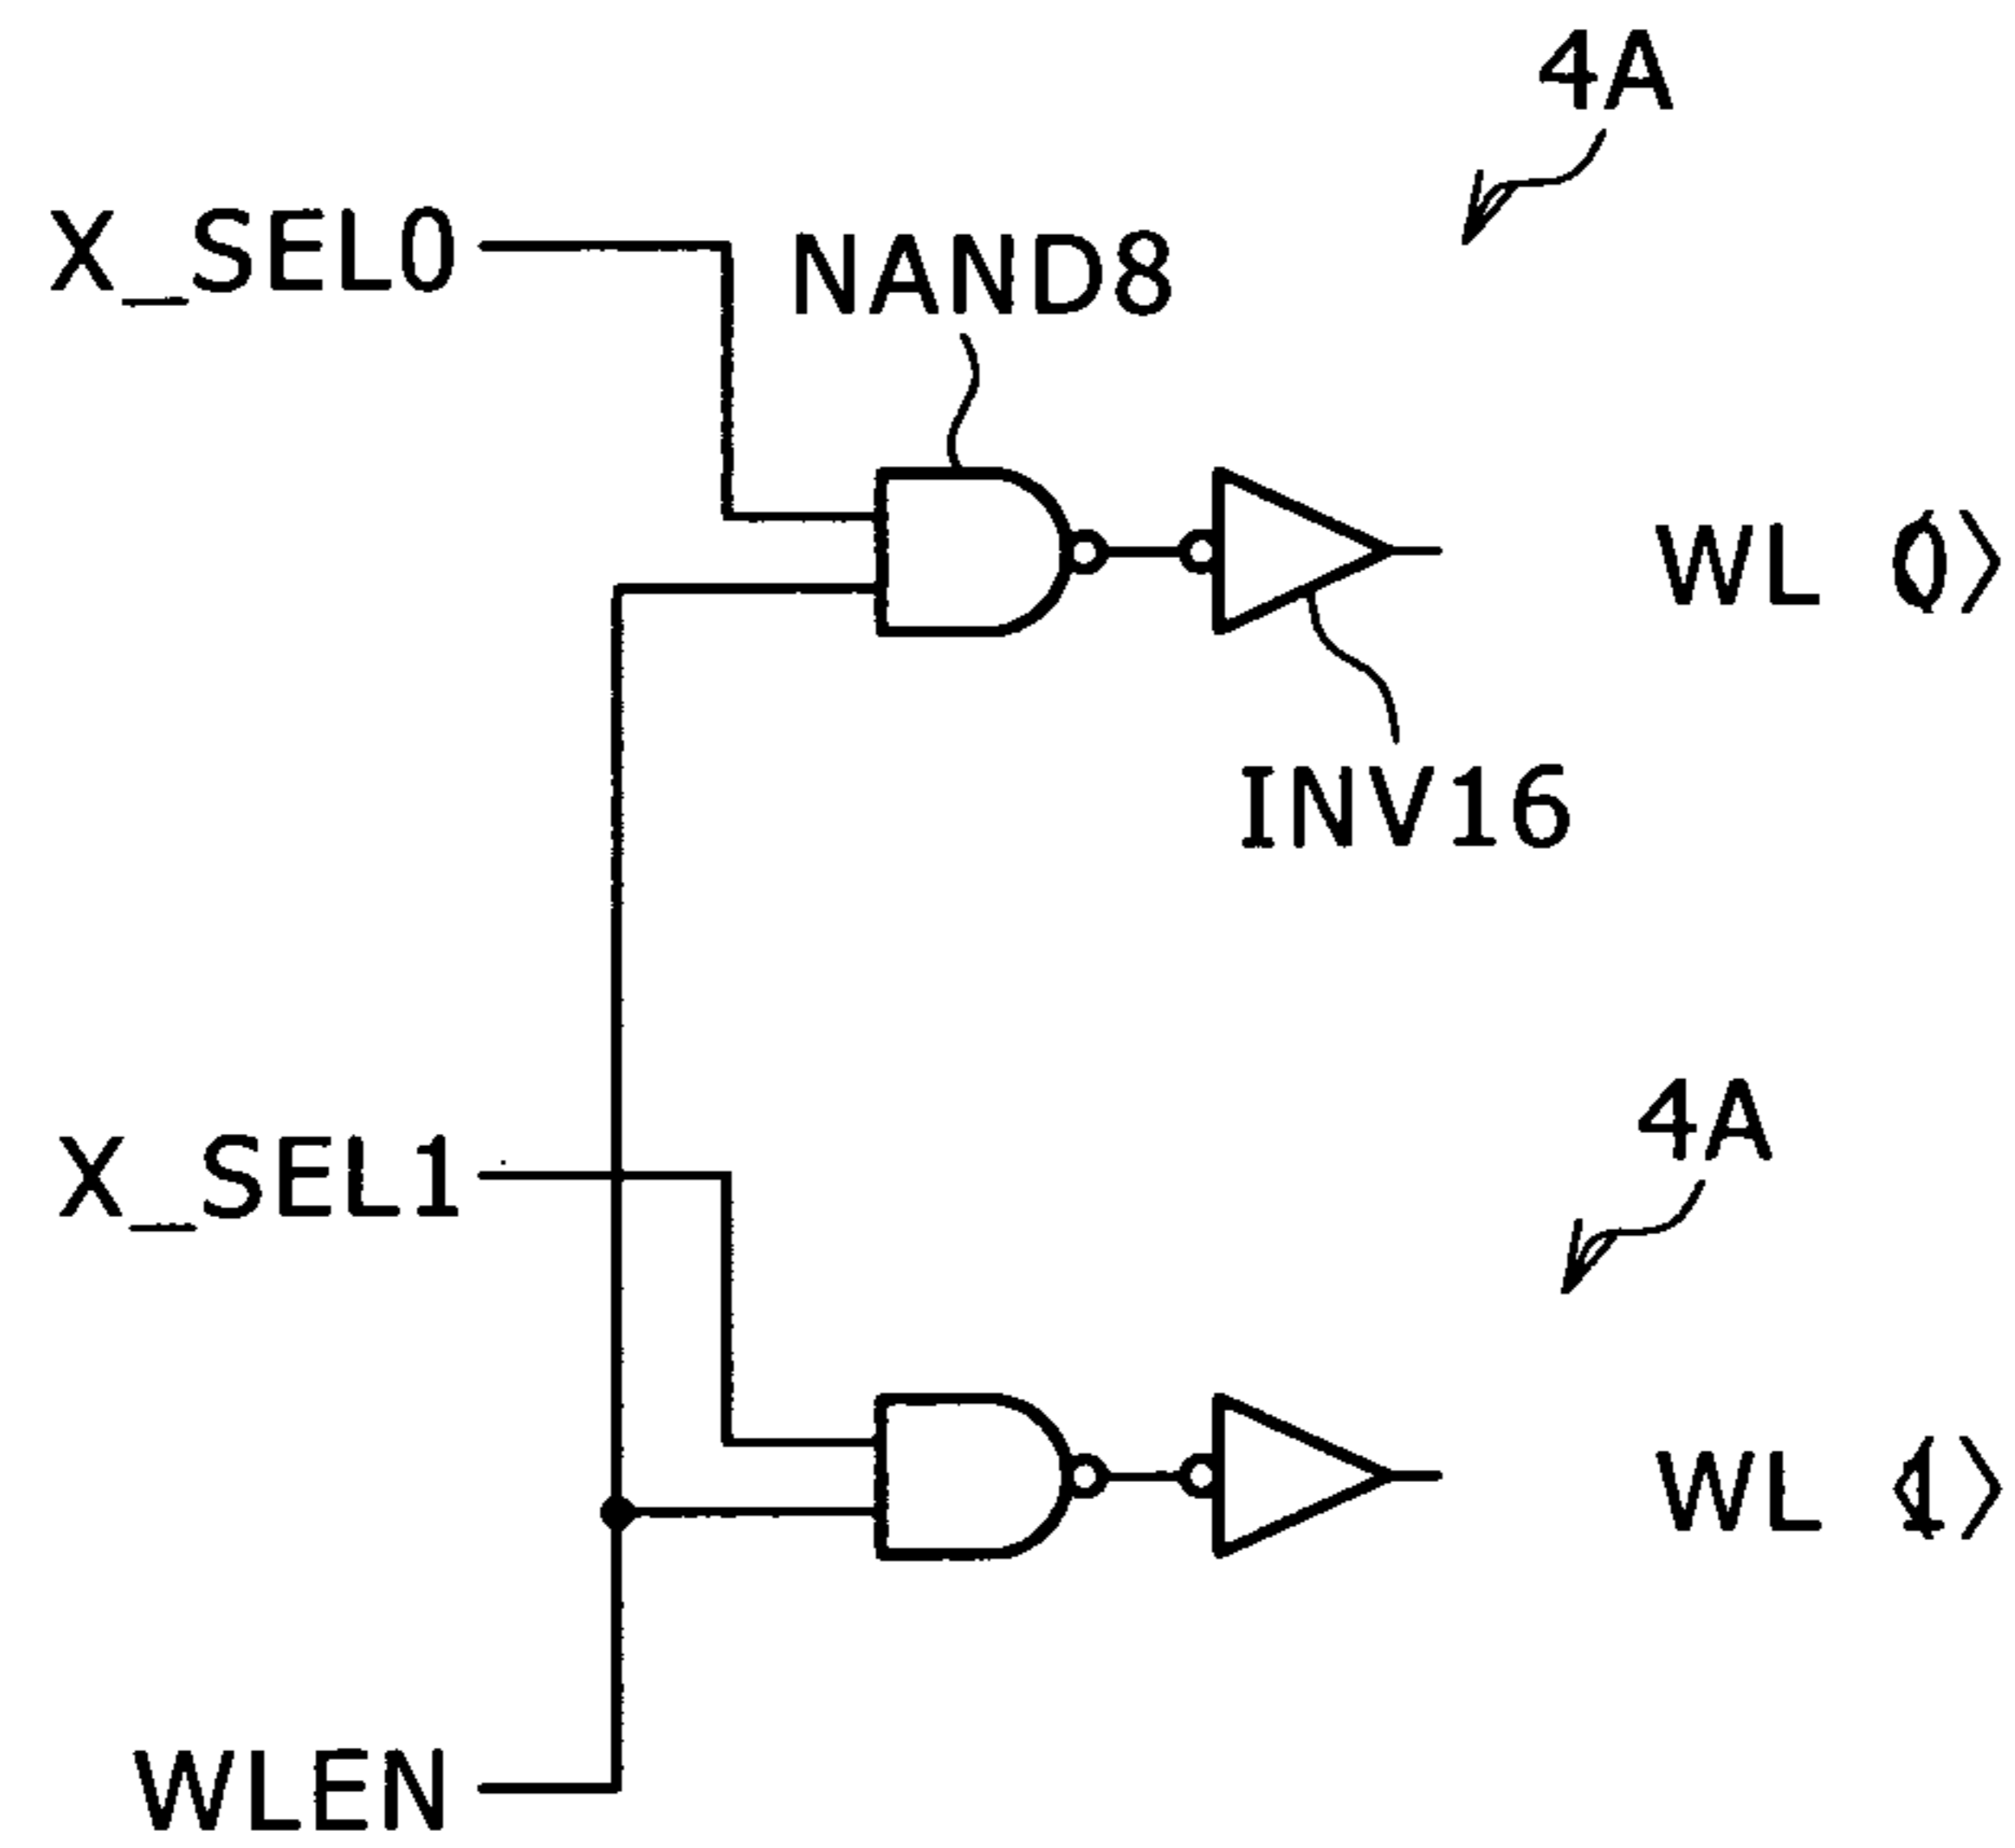 4A
X_SEL0
NAND8
WL <0>
INV16
4A
X_SEL1
WL <1>
WLEN